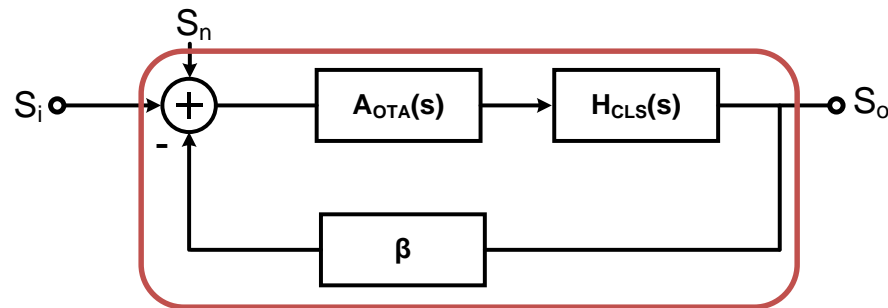 Sn
Si
+
AOTA(s)
HCLS(s)
So
-
β